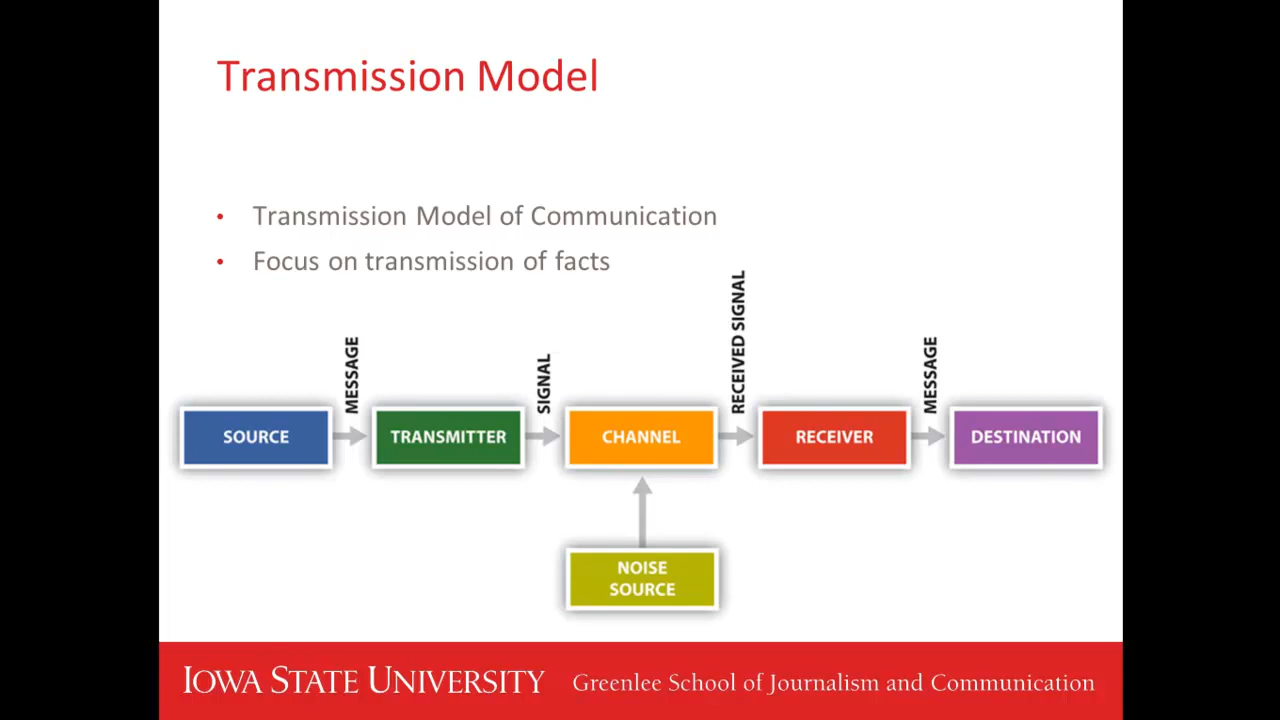 Transmission Model
• Transmission Model of Communication
• Focus on transmission of facts
MESSAGE
SIGNAL
RECEIVED SIGNAL
MESSAGE
SOURCE
TRANSMITTER
CHANNEL
RECEIVER
DESTINATION
NOISE
SOURCE
IOWA STATE UNIVERSITY
Greenlee School of Journalism and Communication